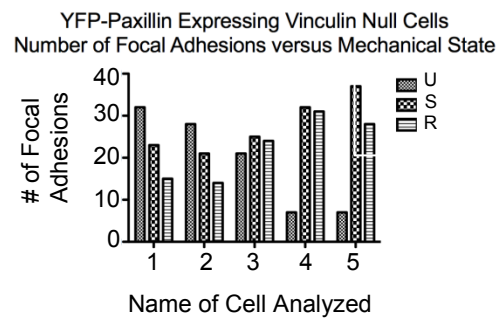 YFP-Paxillin Expressing Vinculin Null Cells
Number of Focal Adhesions versus Mechanical State
# of Focal
Adhesions
40
30
20
10
0
U
S
R
1 2 3 4 5
Name of Cell Analyzed